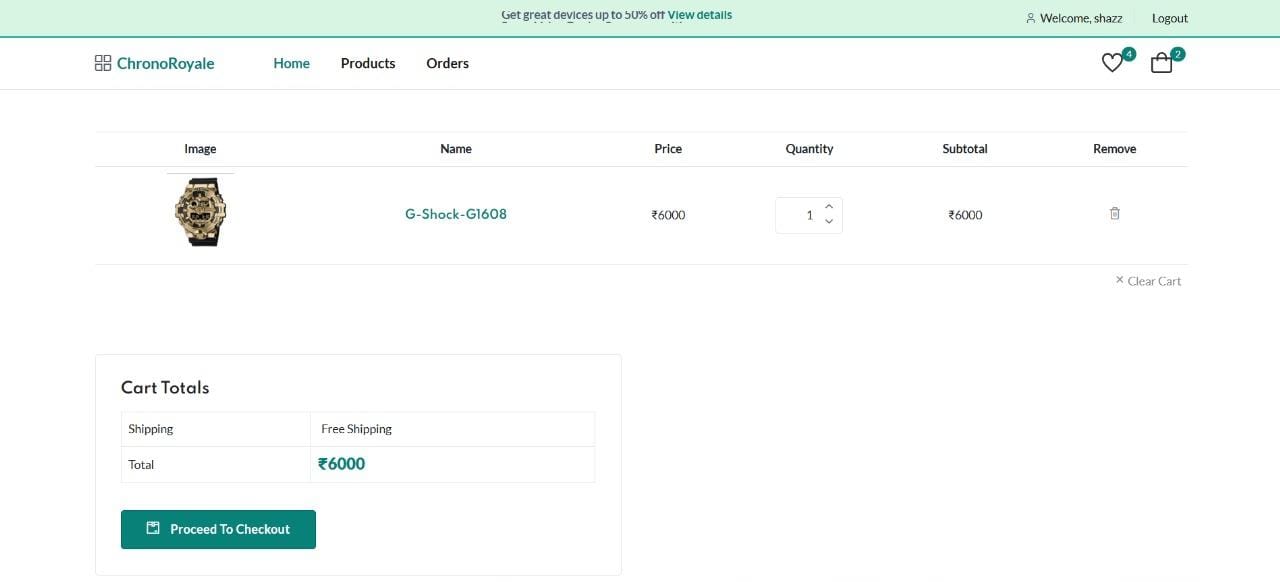 Get great devices up to 50% off View details
Welcome, shazz
Logout
ChronoRoyale
Home
Products
Orders
4
2
Image Name Price Quantity Subtotal Remove
G-Shock-G1608 ₹6000 1 ₹6000
× Clear Cart
Cart Totals
Shipping Free Shipping
Total ₹6000
Proceed To Checkout